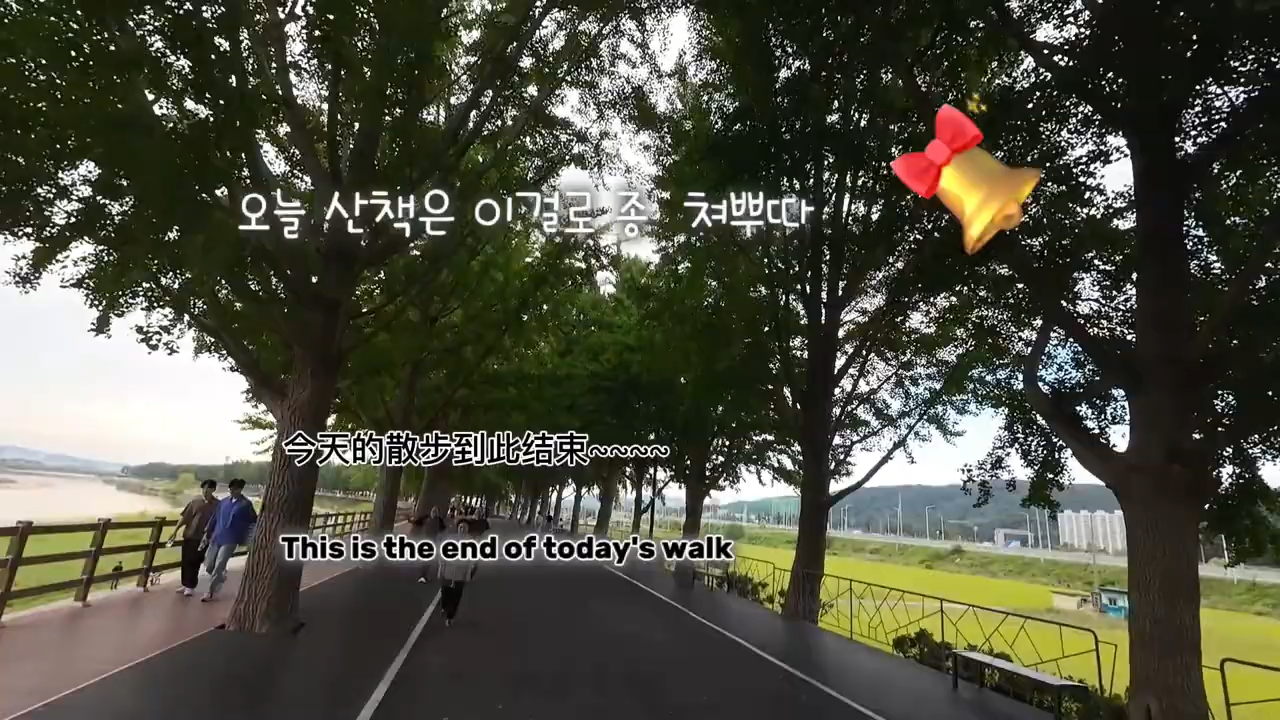 오늘 산책은 이걸로 종 쳐뿌따
今天的散步到此结束~~~~
This is the end of today's walk